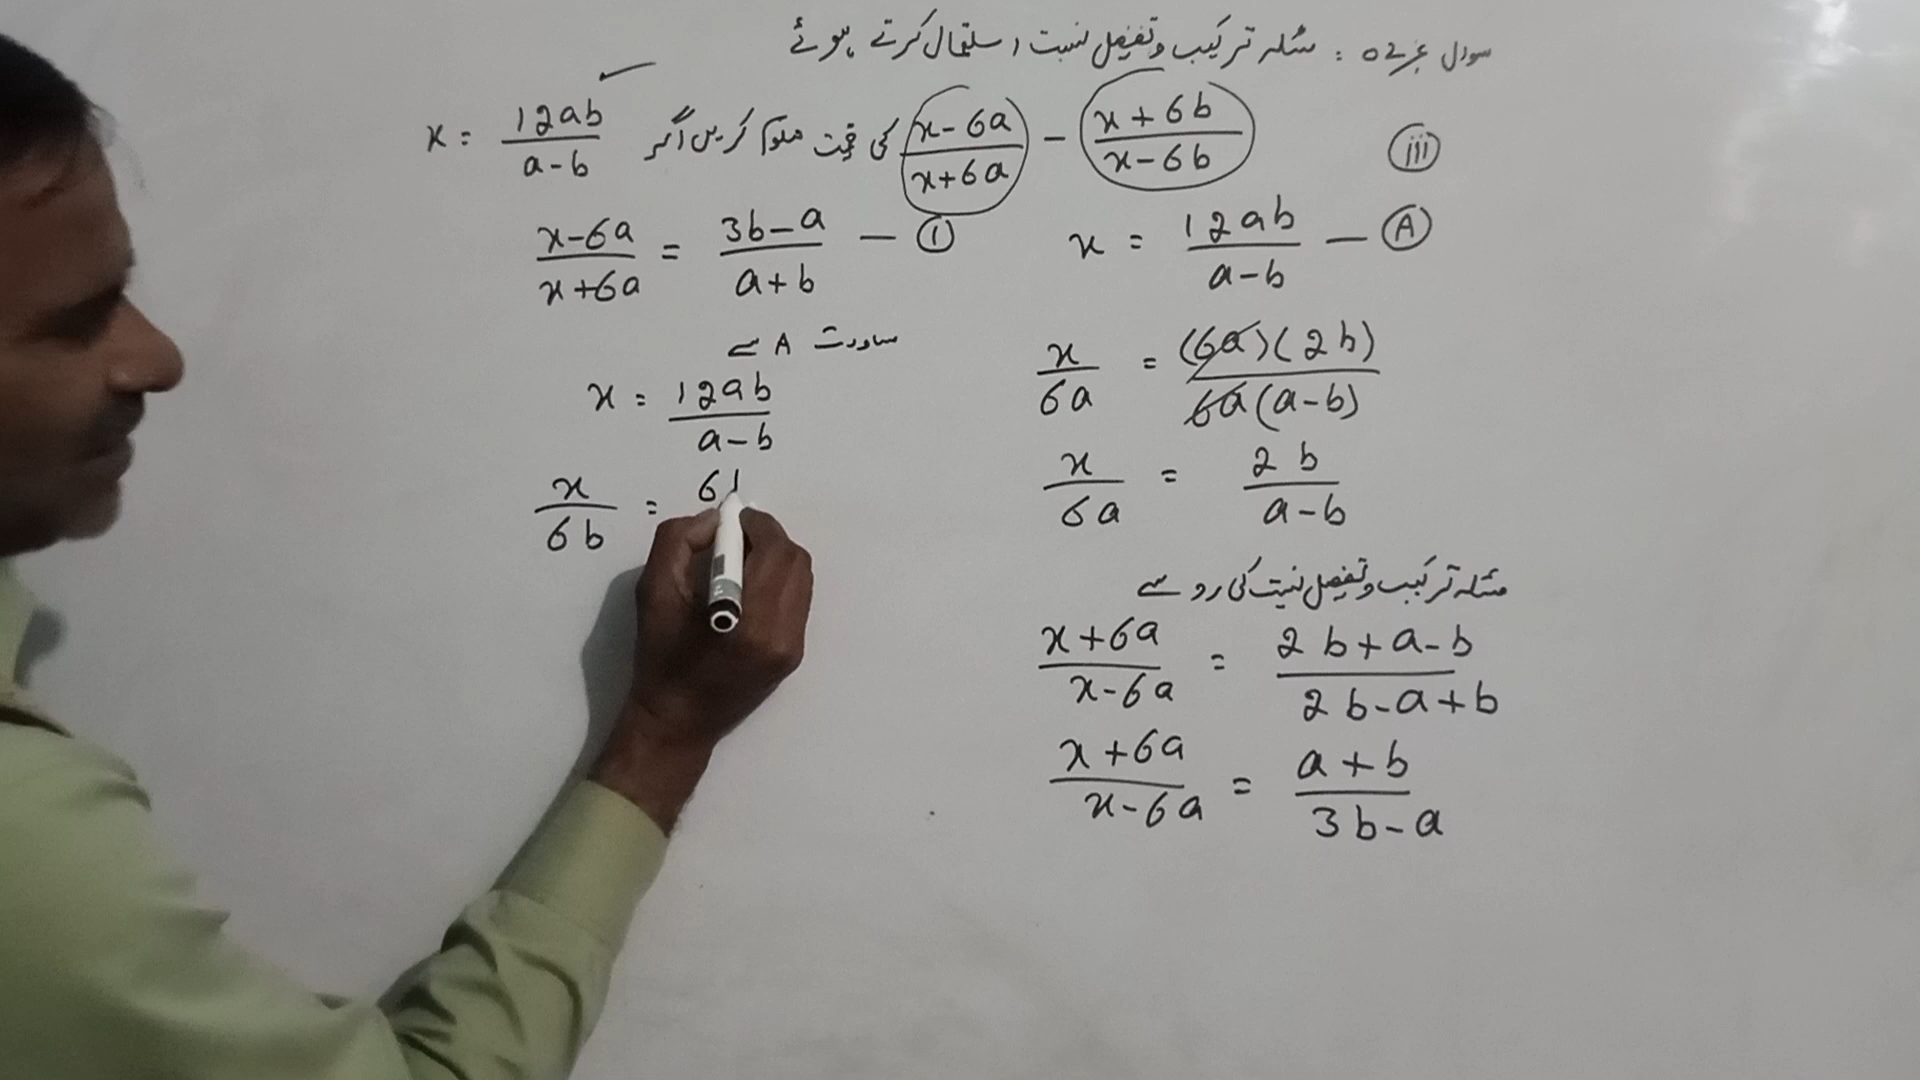 سوال نمبر 02: مسئلہ ترکیب و تفصیل نسبت استعمال کرتے ہوئے
(iii) (x-6a)/(x+6a) - (x+6b)/(x-6b) کی قیمت معلوم کریں اگر x = 12ab/(a-b)
x = 12ab/(a-b) — (A)
x/6a = (6a)(2b)/6a(a-b)
x/6a = 2b/(a-b)
مسئلہ ترکیب و تفصیل نسبت کی رو سے
(x+6a)/(x-6a) = (2b+a-b)/(2b-a+b)
(x+6a)/(x-6a) = (a+b)/(3b-a)
(x-6a)/(x+6a) = (3b-a)/(a+b) — (1)
مساوات A سے
x = 12ab/(a-b)
x/6b = 6